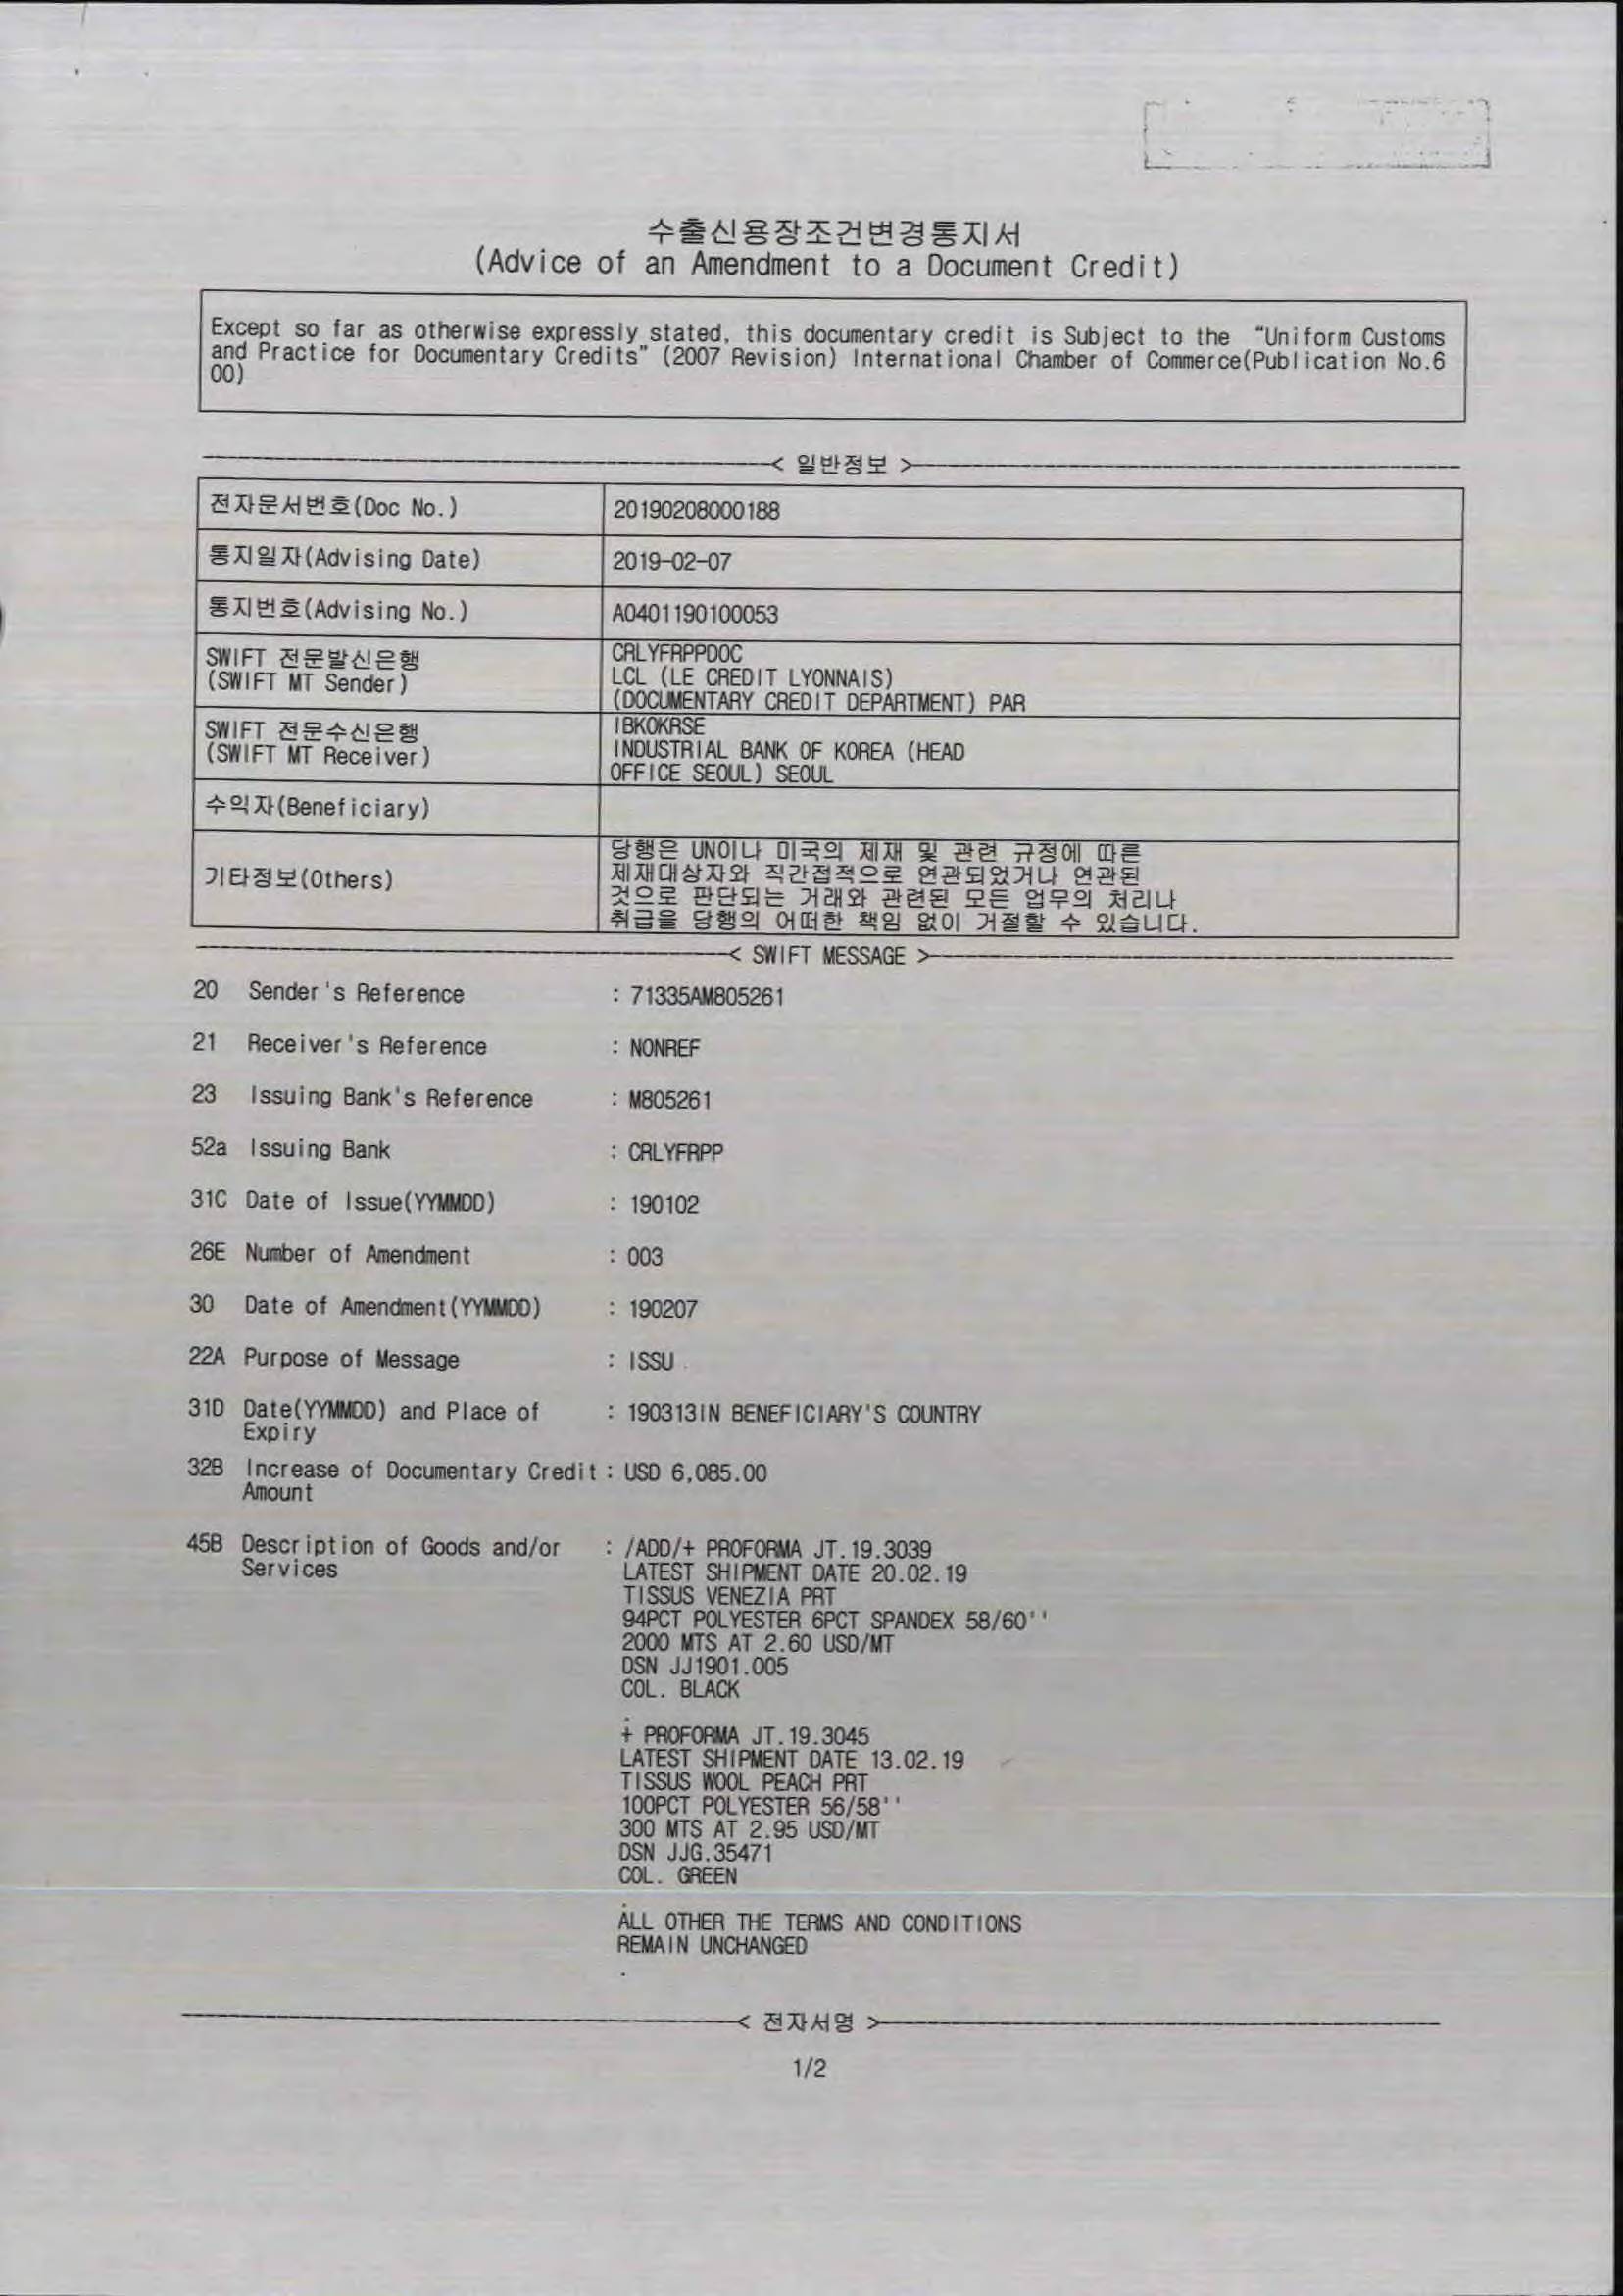 수출신용장조건변경통지서
(Advice of an Amendment to a Document Credit)
Except so far as otherwise expressly stated, this documentary credit is Subject to the "Uniform Customs
and Practice for Documentary Credits" (2007 Revision) International Chamber of Commerce(Publication No.6
00)
< 일반정보 >
전자문서번호(Doc No.) 20190208000188
통지일자(Advising Date) 2019-02-07
통지번호(Advising No.) A0401190100053
SWIFT 전문발신은행
(SWIFT MT Sender)
CRLYFRPPDOC
LCL (LE CREDIT LYONNAIS)
(DOCUMENTARY CREDIT DEPARTMENT) PAR
SWIFT 전문수신은행
(SWIFT MT Receiver)
IBKOKRSE
INDUSTRIAL BANK OF KOREA (HEAD
OFFICE SEOUL) SEOUL
수익자(Beneficiary)
기타정보(Others)
당행은 UN이나 미국의 제재 및 관련 규정에 따른
제재대상자와 직간접적으로 연관되었거나 연관된
것으로 판단되는 거래와 관련된 모든 업무의 처리나
취급을 당행의 어떠한 책임 없이 거절할 수 있습니다.
< SWIFT MESSAGE >
20 Sender's Reference : 71335AM805261
21 Receiver's Reference : NONREF
23 Issuing Bank's Reference : M805261
52a Issuing Bank : CRLYFRPP
31C Date of Issue(YYMMDD) : 190102
26E Number of Amendment : 003
30 Date of Amendment(YYMMDD) : 190207
22A Purpose of Message : ISSU
31D Date(YYMMDD) and Place of : 190313IN BENEFICIARY'S COUNTRY
Expiry
32B Increase of Documentary Credit : USD 6,085.00
Amount
45B Description of Goods and/or : /ADD/+ PROFORMA JT.19.3039
Services LATEST SHIPMENT DATE 20.02.19
TISSUS VENEZIA PRT
94PCT POLYESTER 6PCT SPANDEX 58/60''
2000 MTS AT 2.60 USD/MT
DSN JJ1901.005
COL. BLACK
.
+ PROFORMA JT.19.3045
LATEST SHIPMENT DATE 13.02.19
TISSUS WOOL PEACH PRT
100PCT POLYESTER 56/58''
300 MTS AT 2.95 USD/MT
DSN JJG.35471
COL. GREEN
.
ALL OTHER THE TERMS AND CONDITIONS
REMAIN UNCHANGED
.
< 전자서명 >
1/2